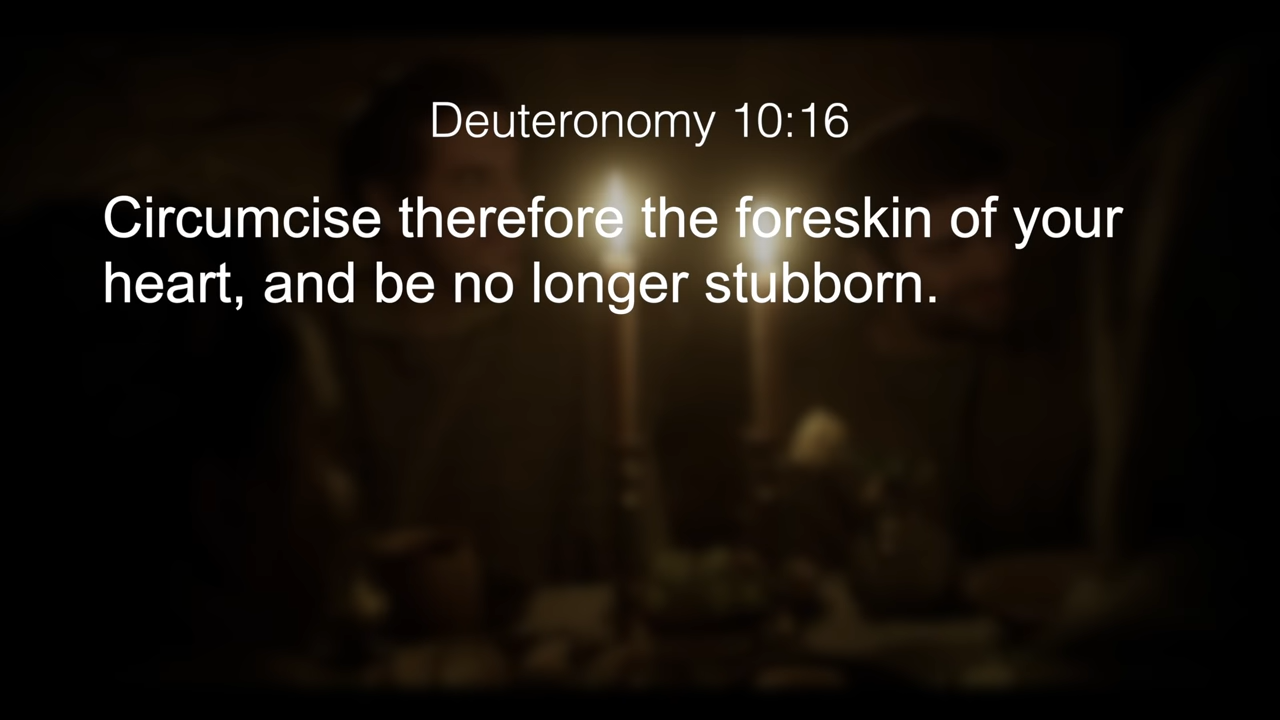 Deuteronomy 10:16
Circumcise therefore the foreskin of your
heart, and be no longer stubborn.